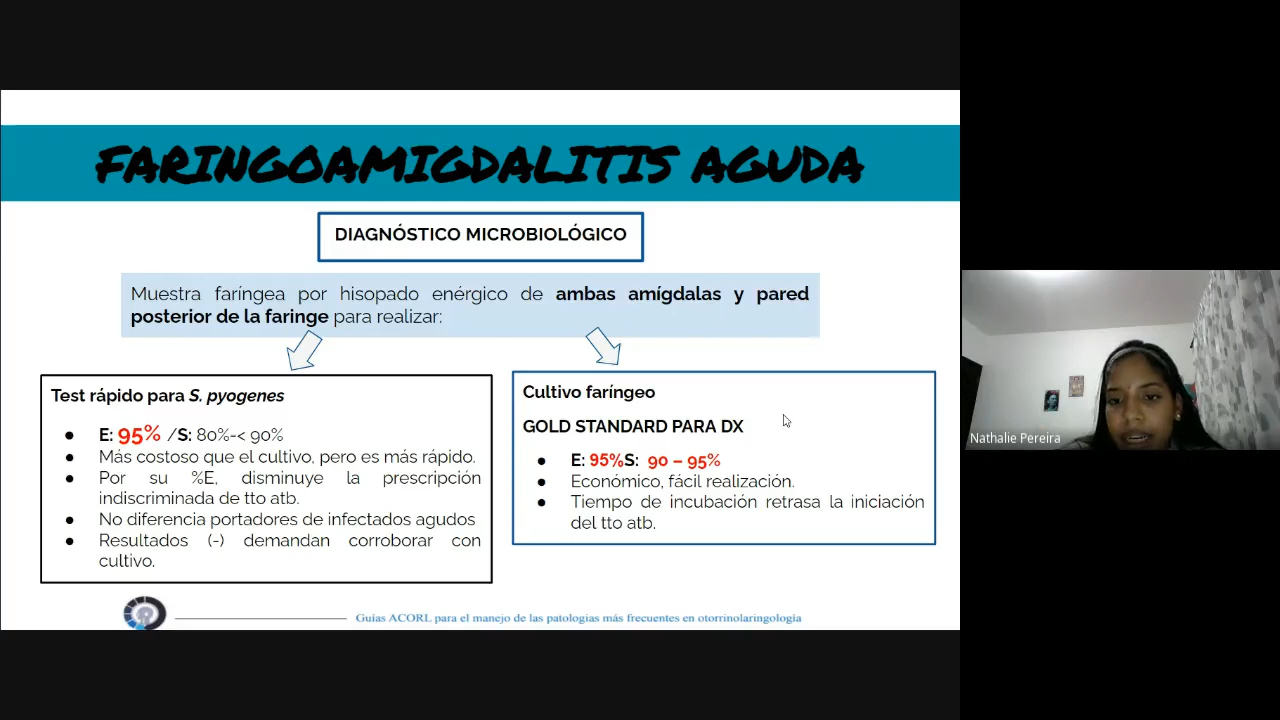 FARINGOAMIGDALITIS AGUDA
DIAGNÓSTICO MICROBIOLÓGICO
Muestra faríngea por hisopado enérgico de ambas amígdalas y pared
posterior de la faringe para realizar:
Test rápido para S. pyogenes
● E: 95% /S: 80%-< 90%
● Más costoso que el cultivo, pero es más rápido.
● Por su %E, disminuye la prescripción
indiscriminada de tto atb.
● No diferencia portadores de infectados agudos
● Resultados (-) demandan corroborar con
cultivo.
Cultivo faríngeo
GOLD STANDARD PARA DX
● E: 95%S: 90 – 95%
● Económico, fácil realización.
● Tiempo de incubación retrasa la iniciación
del tto atb.
Guías ACORL para el manejo de las patologías más frecuentes en otorrinolaringología
Nathalie Pereira